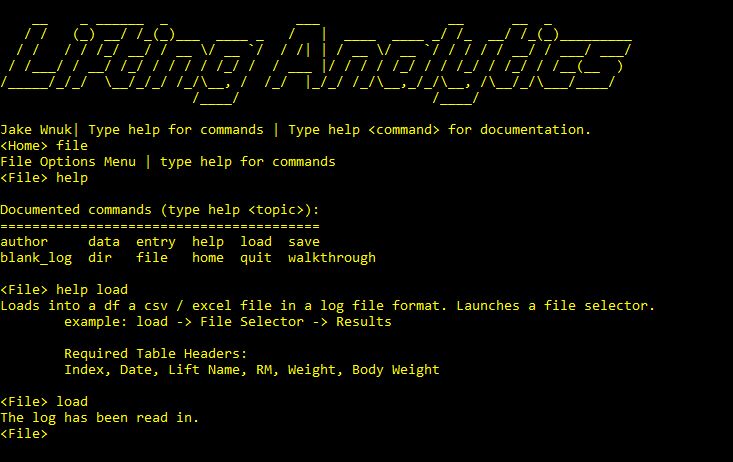 Lifting Analytics
Jake Wnuk| Type help for commands | Type help <command> for documentation.
<Home> file
File Options Menu | type help for commands
<File> help
Documented commands (type help <topic>):
========================================
author     data  entry  help  load  save
blank_log  dir   file   home  quit  walkthrough
<File> help load
Loads into a df a csv / excel file in a log file format. Launches a file selector.
example: load -> File Selector -> Results
Required Table Headers:
Index, Date, Lift Name, RM, Weight, Body Weight
<File> load
The log has been read in.
<File>